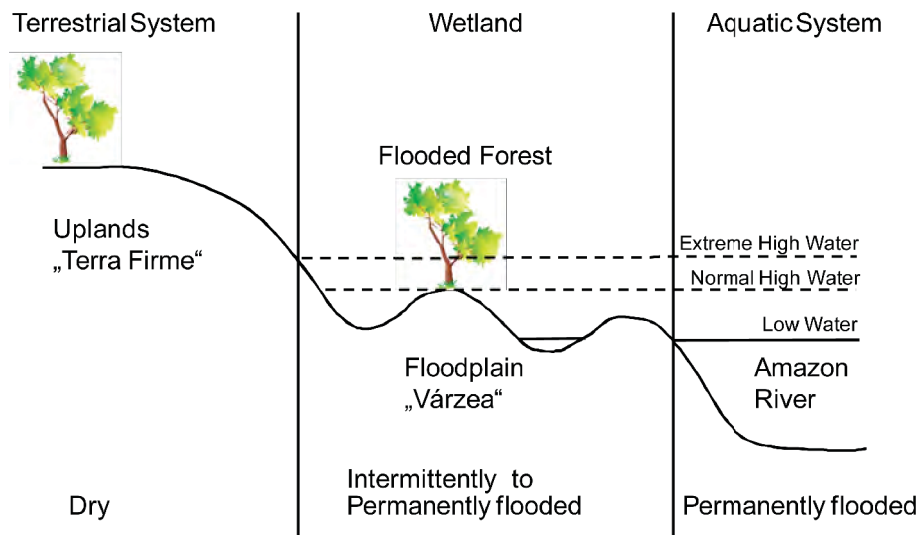 Terrestrial System
Wetland
Aquatic System
Flooded Forest
Uplands
„Terra Firme“
Extreme High Water
Normal High Water
Low Water
Floodplain
„Várzea“
Amazon
River
Dry
Intermittently to
Permanently flooded
Permanently flooded